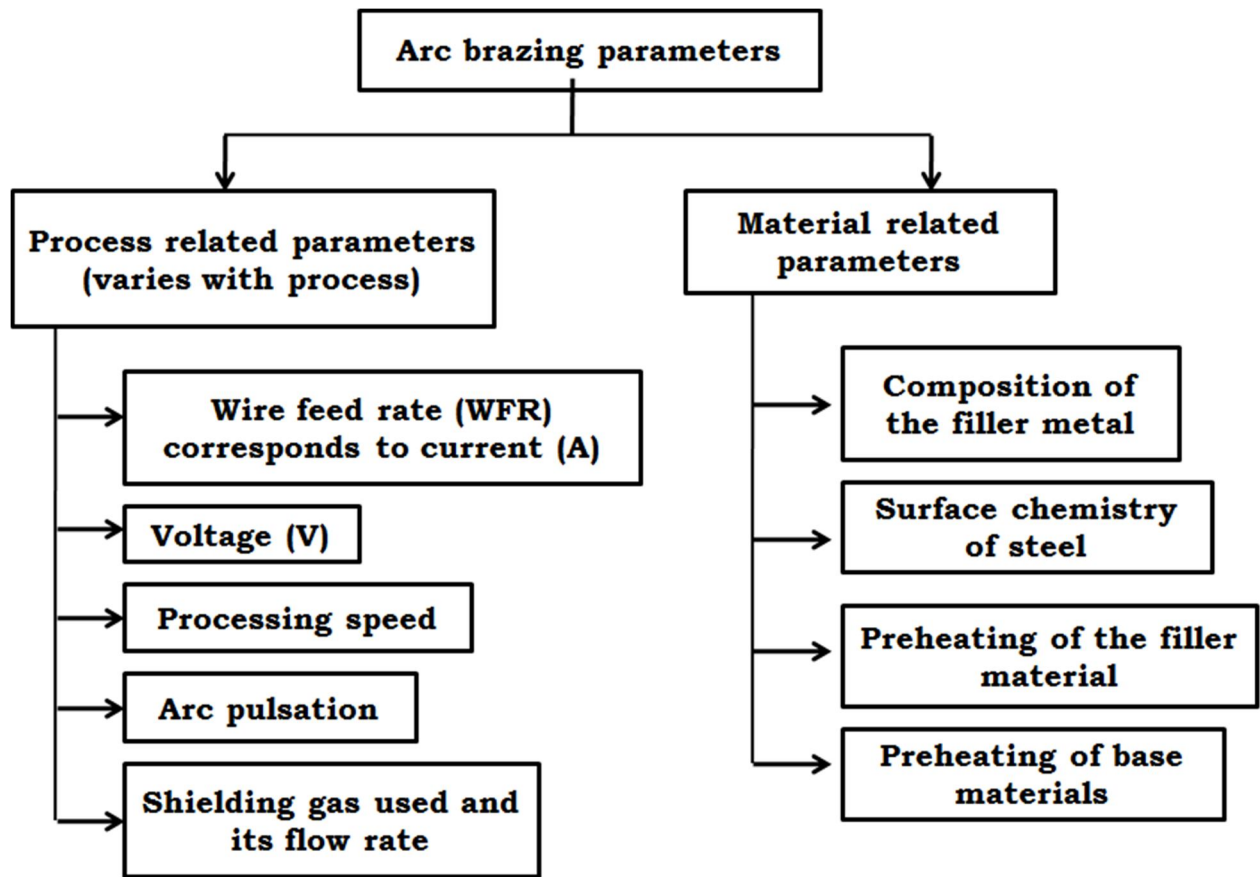 Arc brazing parameters
Process related parameters
(varies with process)
Wire feed rate (WFR)
corresponds to current (A)
Voltage (V)
Processing speed
Arc pulsation
Shielding gas used and
its flow rate
Material related
parameters
Composition of
the filler metal
Surface chemistry
of steel
Preheating of the filler
material
Preheating of base
materials